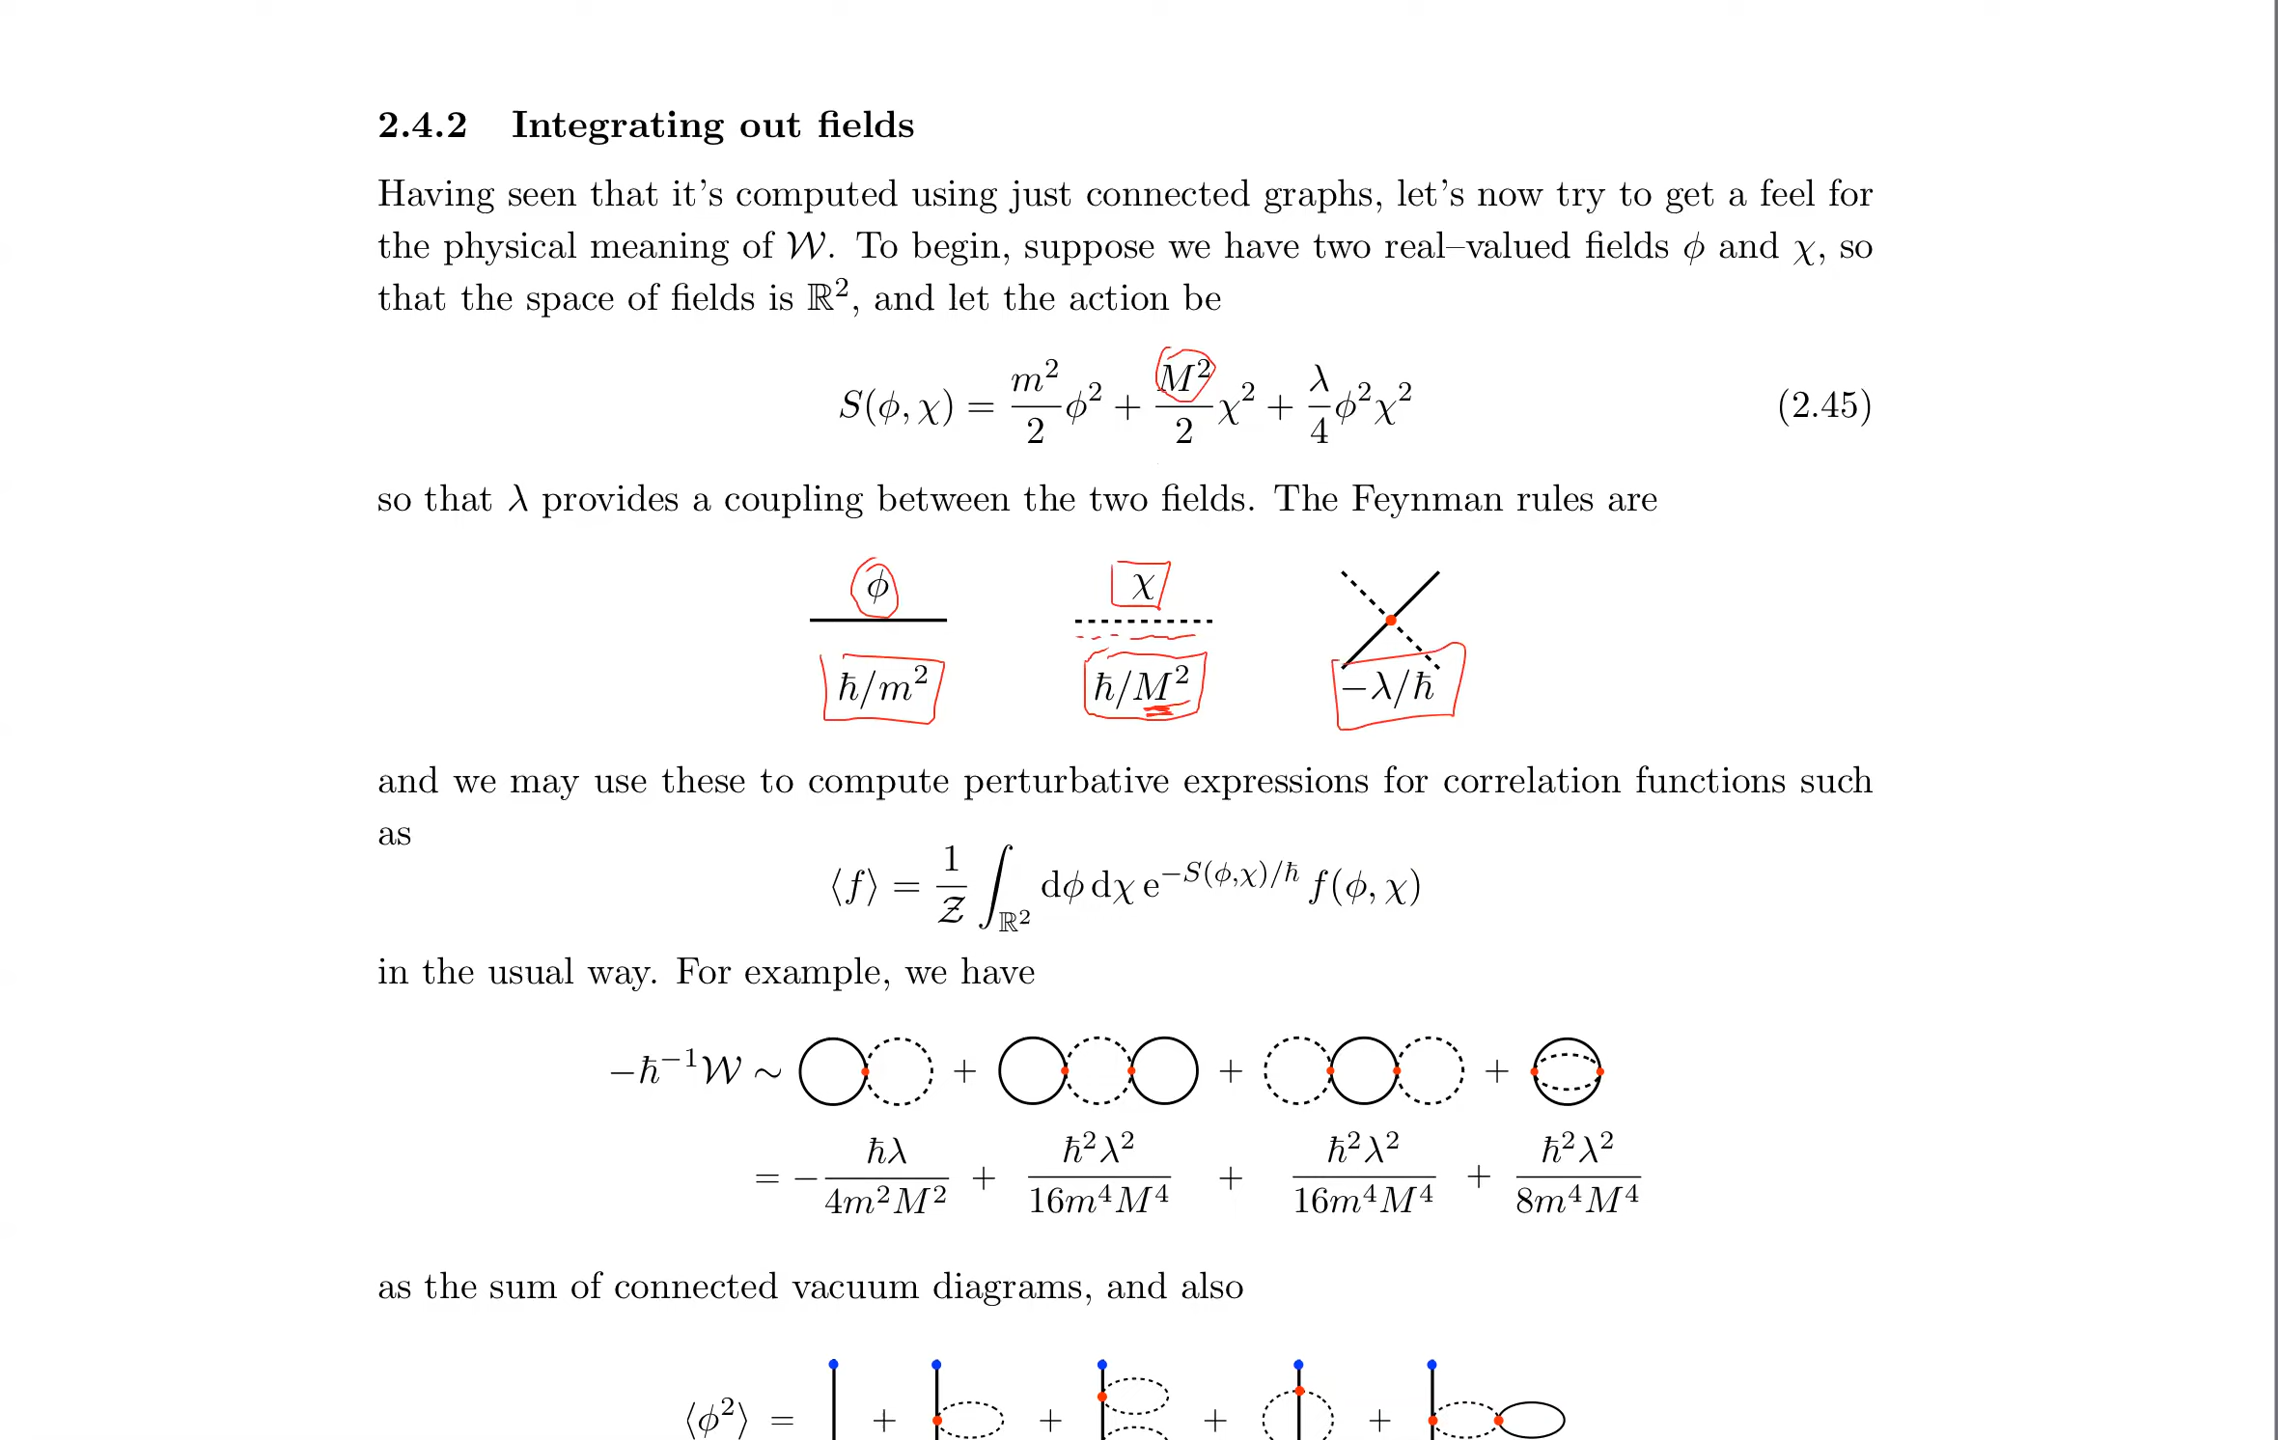 2.4.2 Integrating out fields
Having seen that it's computed using just connected graphs, let's now try to get a feel for
the physical meaning of 𝒲. To begin, suppose we have two real–valued fields ϕ and χ, so
that the space of fields is ℝ², and let the action be
S(ϕ, χ) = m²/2 ϕ² + M²/2 χ² + λ/4 ϕ²χ² (2.45)
so that λ provides a coupling between the two fields. The Feynman rules are
ϕ χ
ħ/m² ħ/M² −λ/ħ
and we may use these to compute perturbative expressions for correlation functions such
as
⟨f⟩ = 1/𝒵 ∫_ℝ² dϕ dχ e^{−S(ϕ,χ)/ħ} f(ϕ, χ)
in the usual way. For example, we have
−ħ⁻¹𝒲 ∼ + + +
= − ħλ/4m²M² + ħ²λ²/16m⁴M⁴ + ħ²λ²/16m⁴M⁴ + ħ²λ²/8m⁴M⁴
as the sum of connected vacuum diagrams, and also
⟨ϕ²⟩ = + + + +